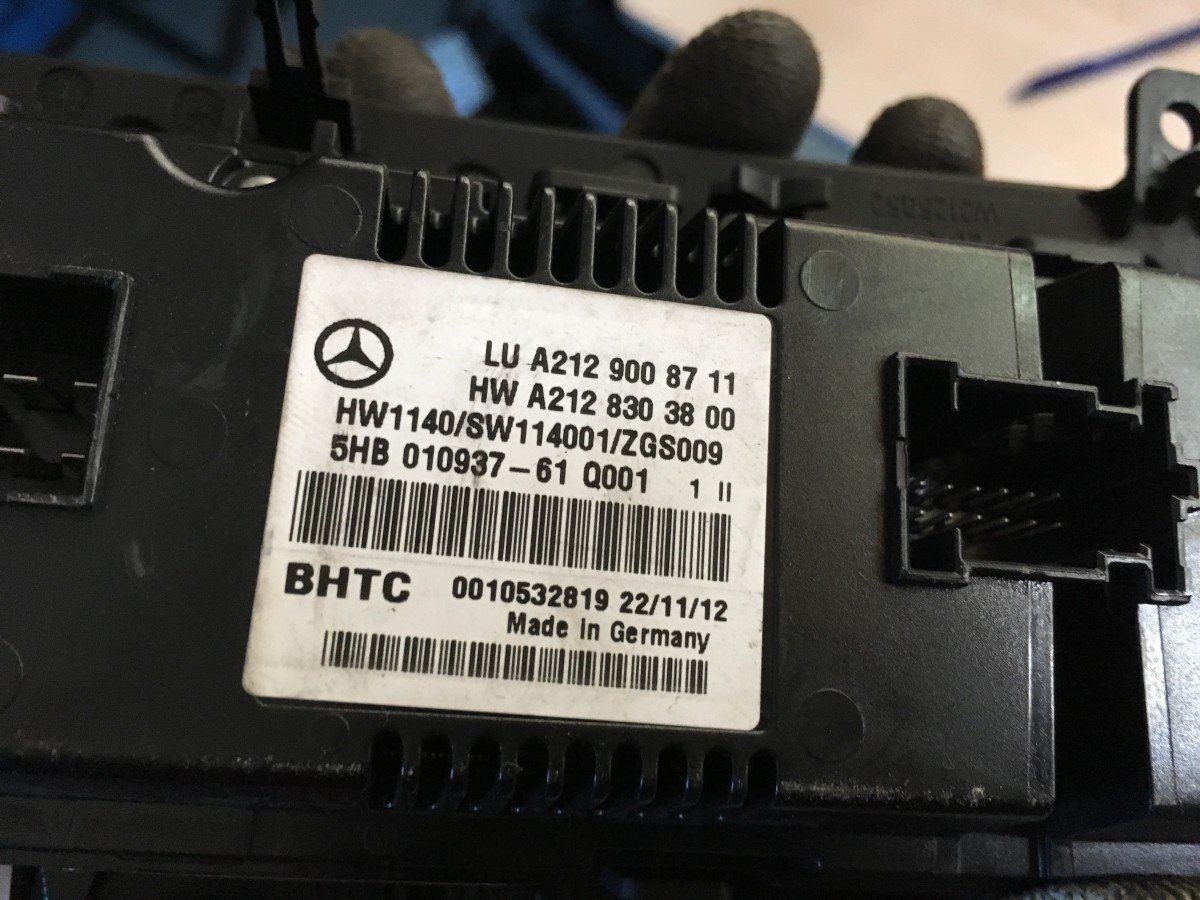 LU A212 900 87 11
HW A212 830 38 00
HW1140/SW114001/ZGS009
5HB 010937-61 Q001 1 II
BHTC 0010532819 22/11/12
Made in Germany